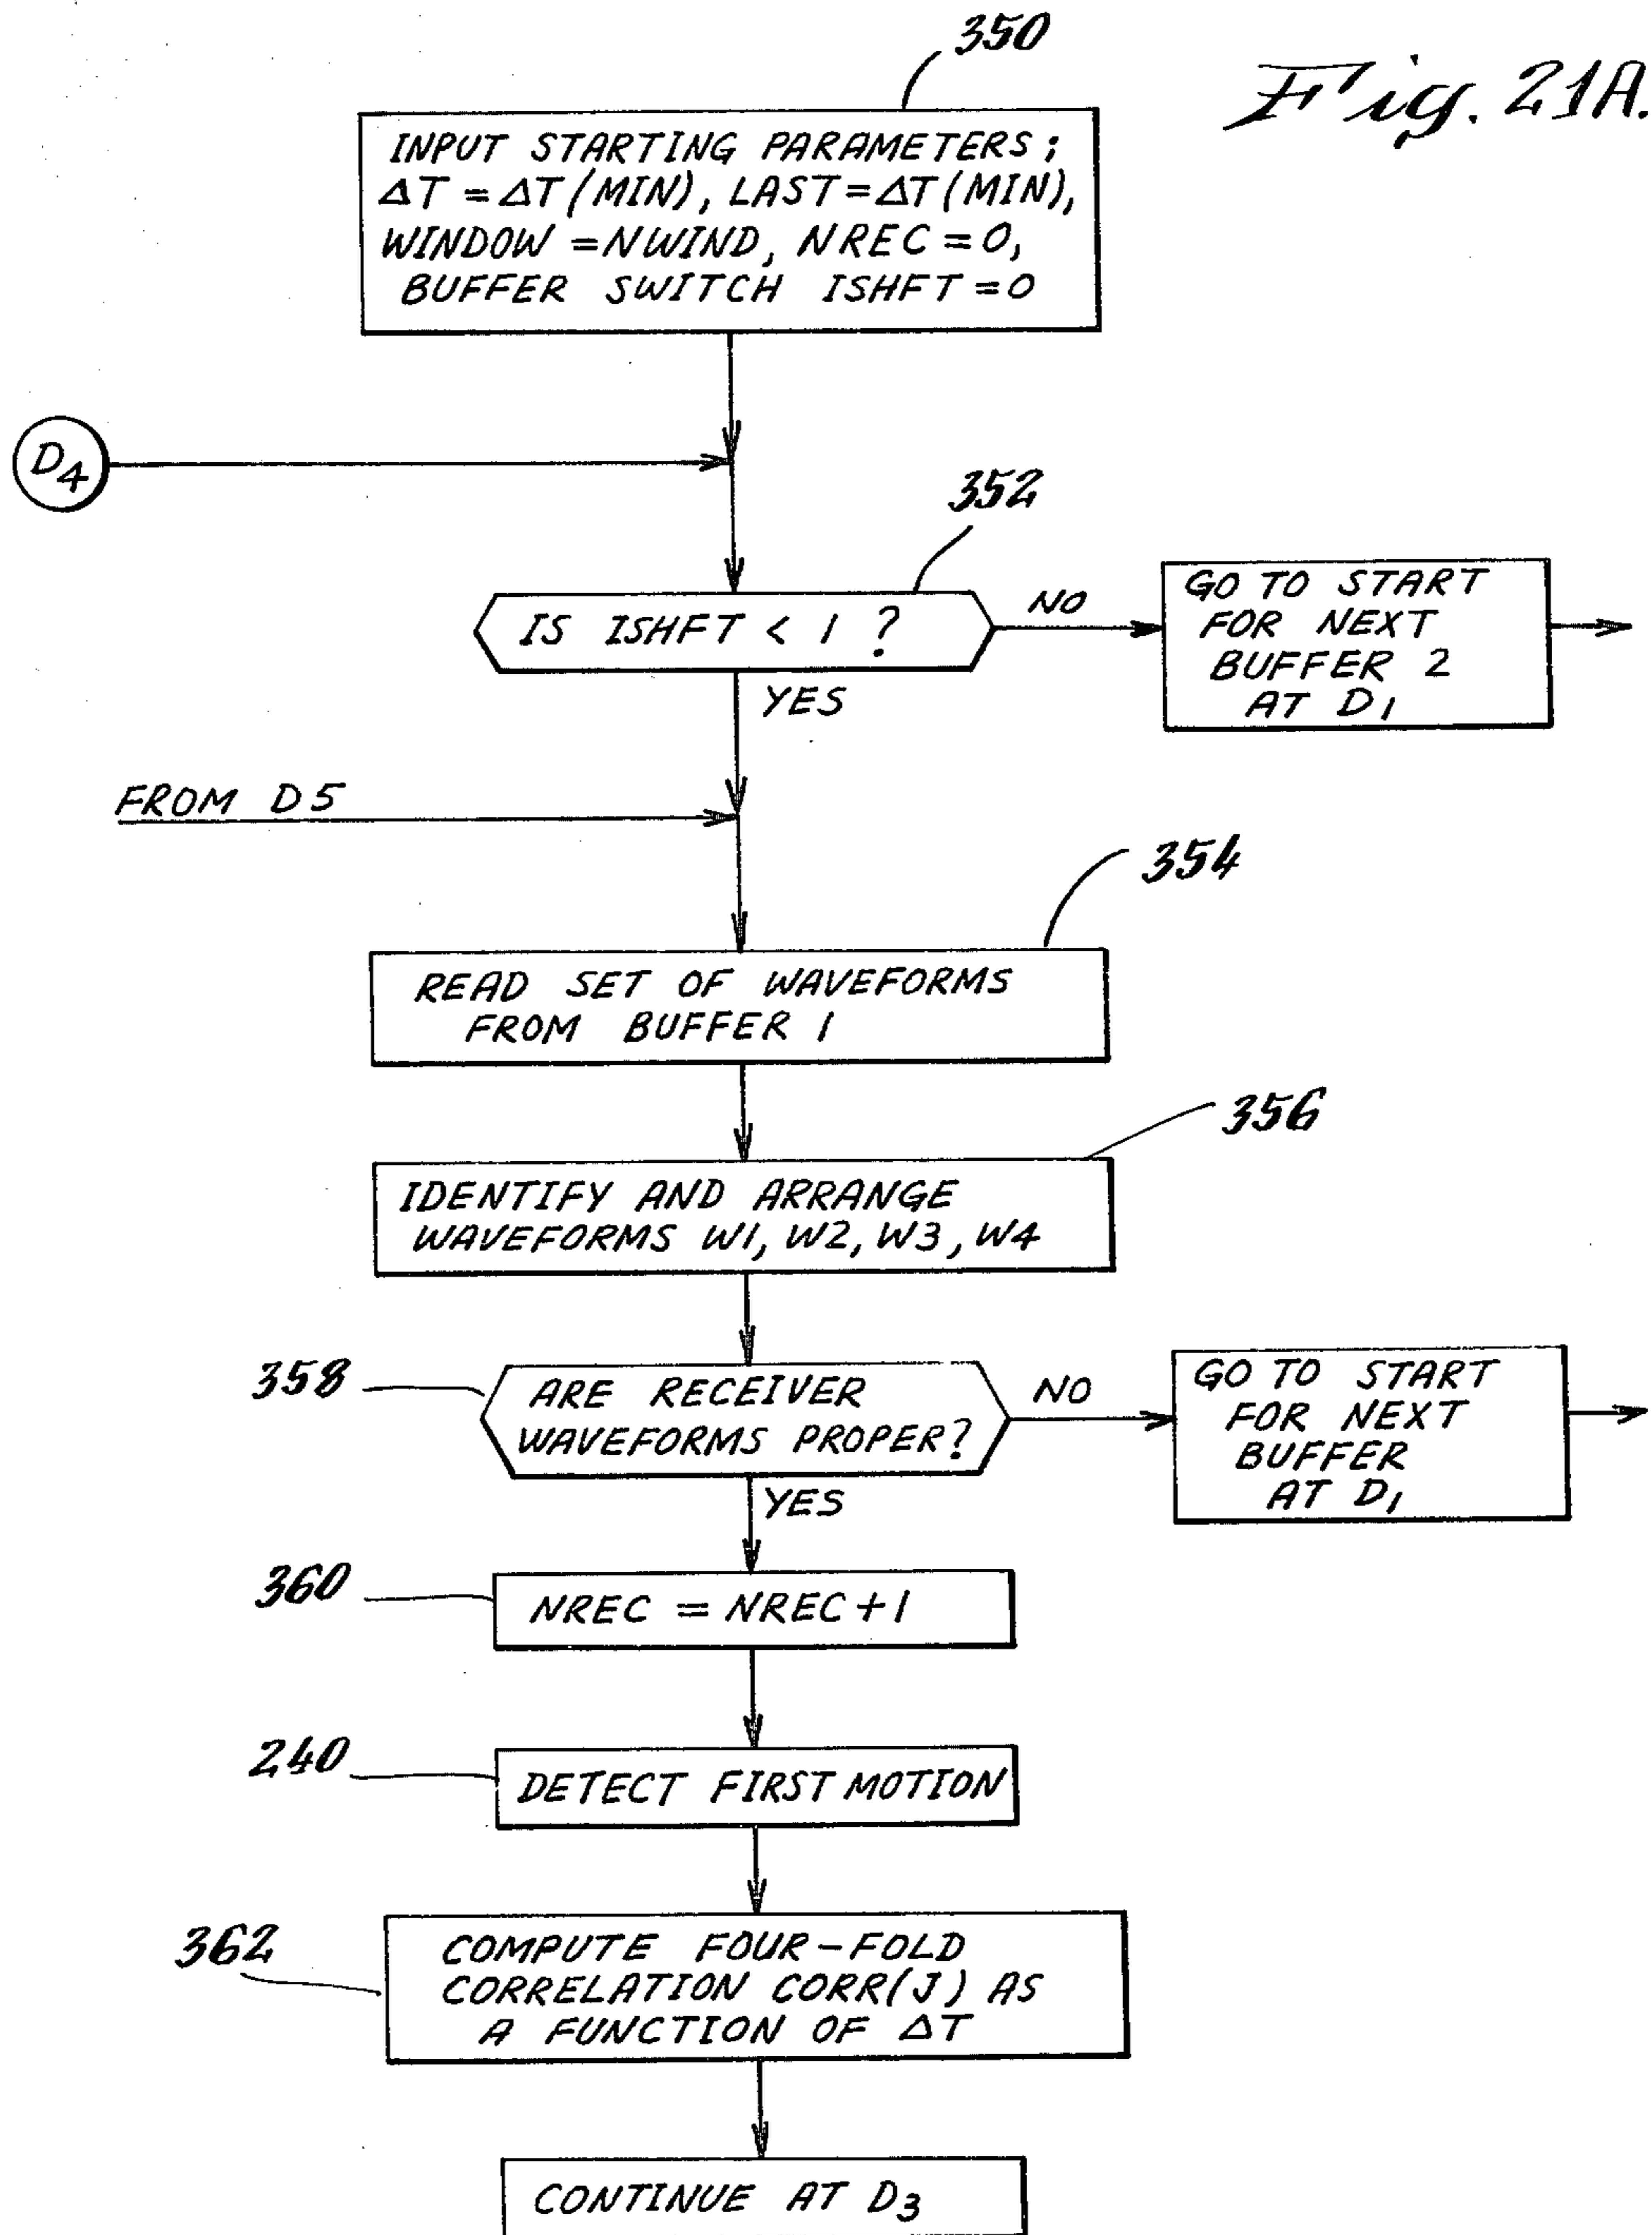 350
Fig. 21A.
INPUT STARTING PARAMETERS;
ΔT = ΔT (MIN), LAST = ΔT (MIN),
WINDOW = NWIND, NREC = 0,
BUFFER SWITCH ISHFT = 0
D4
352
IS ISHFT < 1 ?
NO
GO TO START
FOR NEXT
BUFFER 2
AT D1
YES
FROM D5
354
READ SET OF WAVEFORMS
FROM BUFFER 1
356
IDENTIFY AND ARRANGE
WAVEFORMS W1, W2, W3, W4
358
ARE RECEIVER
WAVEFORMS PROPER?
NO
GO TO START
FOR NEXT
BUFFER
AT D1
YES
360
NREC = NREC + 1
240
DETECT FIRST MOTION
362
COMPUTE FOUR-FOLD
CORRELATION CORR(J) AS
A FUNCTION OF ΔT
CONTINUE AT D3